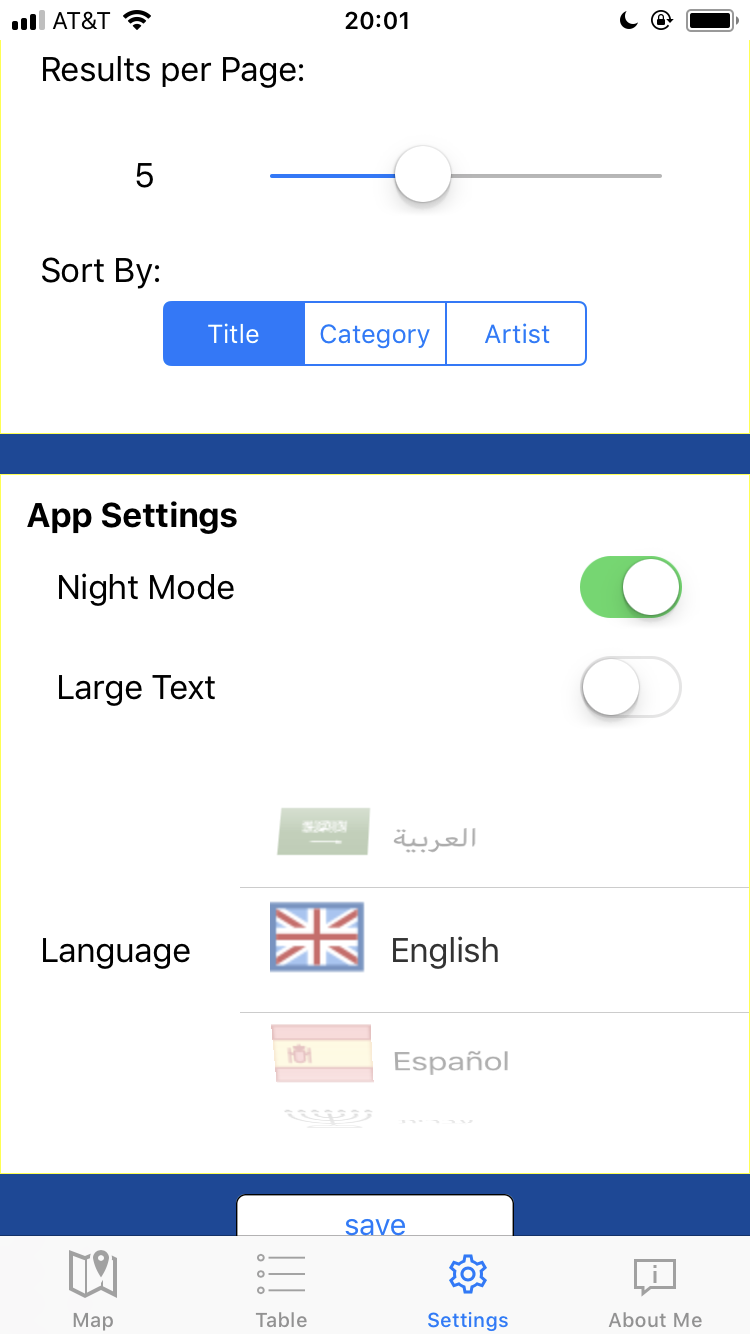 AT&T
20:01
Results per Page:
5
Sort By:
Title
Category
Artist
App Settings
Night Mode
Large Text
العربية
Language
English
Español
save
Map
Table
Settings
About Me